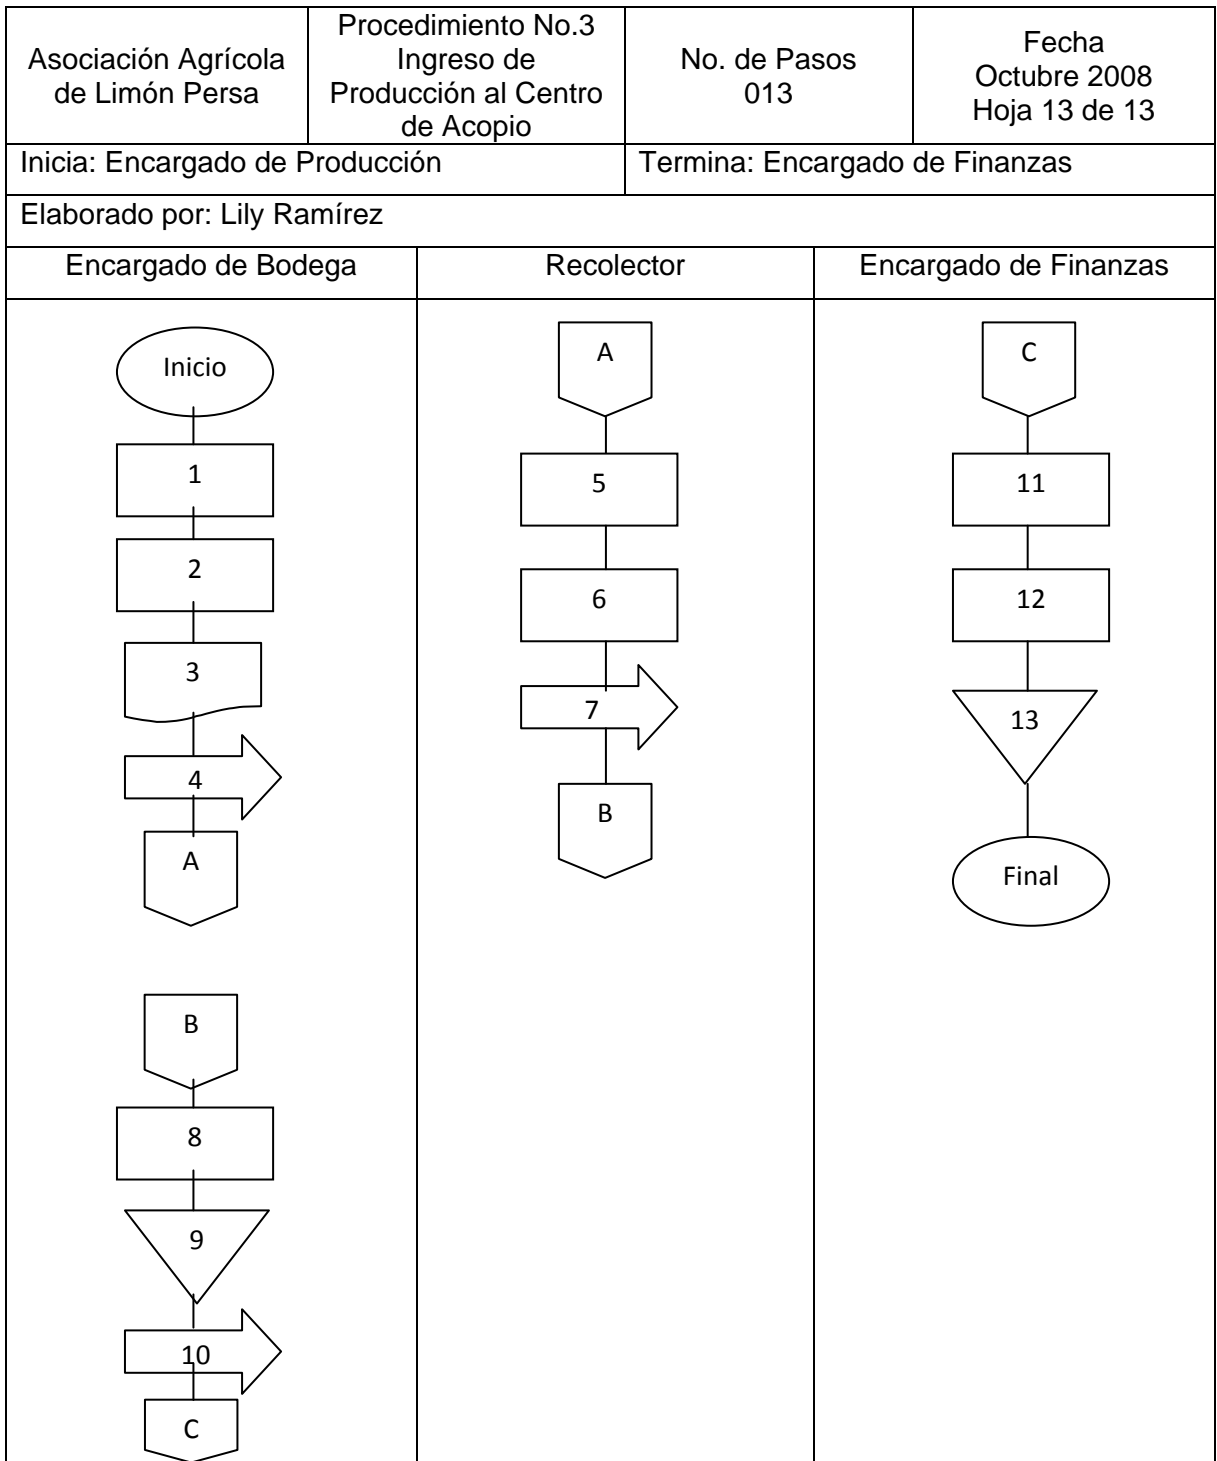 Asociación Agrícola
de Limón Persa
Procedimiento No.3
Ingreso de
Producción al Centro
de Acopio
No. de Pasos
013
Fecha
Octubre 2008
Hoja 13 de 13
Inicia: Encargado de Producción
Termina: Encargado de Finanzas
Elaborado por: Lily Ramírez
Encargado de Bodega
Recolector
Encargado de Finanzas
Inicio
1
2
3
4
A
B
8
9
10
C
A
5
6
7
B
C
11
12
13
Final